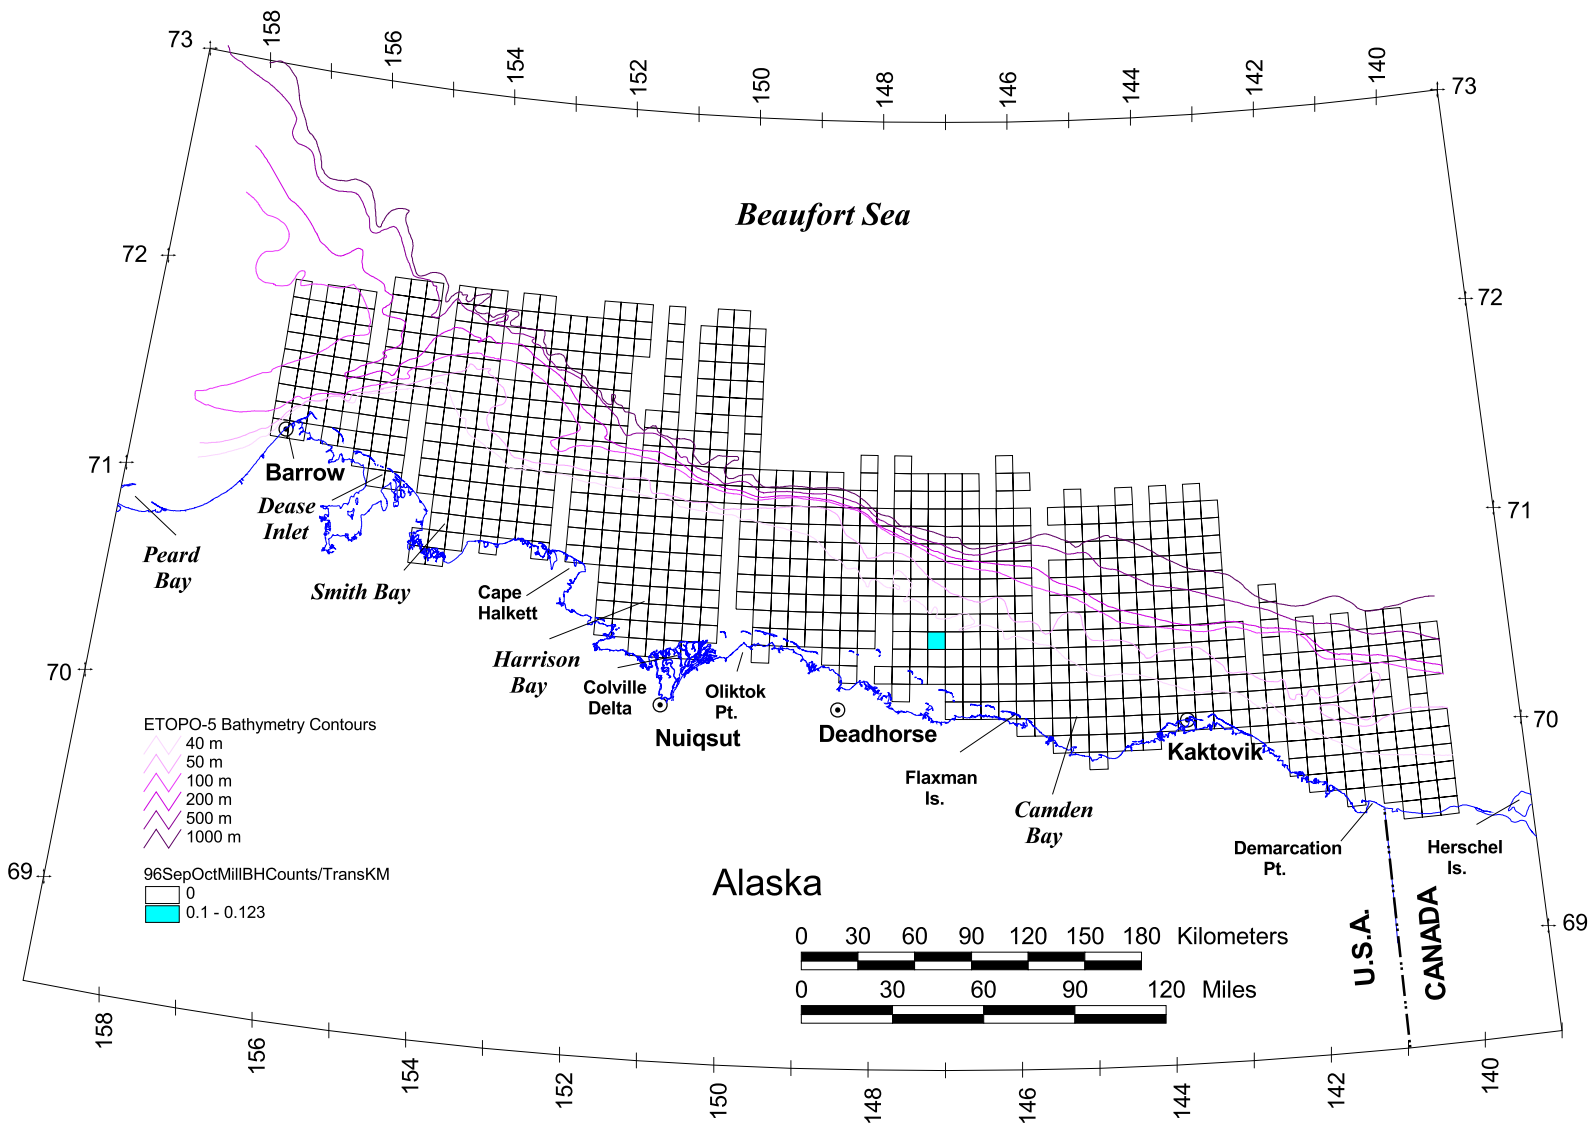 158
156
154
152
150
148
146
144
142
140
73
73
Beaufort Sea
72
72
71
71
Barrow
Dease
Inlet
Peard
Bay
Smith Bay
Cape
Halkett
Harrison
Bay
Colville
Delta
Oliktok
Pt.
Nuiqsut
Deadhorse
Flaxman
Is.
Camden
Bay
Kaktovik
Demarcation
Pt.
Herschel
Is.
70
70
ETOPO-5 Bathymetry Contours
40 m
50 m
100 m
200 m
500 m
1000 m
96SepOctMillBHCounts/TransKM
0
0.1 - 0.123
69
69
Alaska
U.S.A.
CANADA
0 30 60 90 120 150 180 Kilometers
0 30 60 90 120 Miles
158
156
154
152
150
148
146
144
142
140